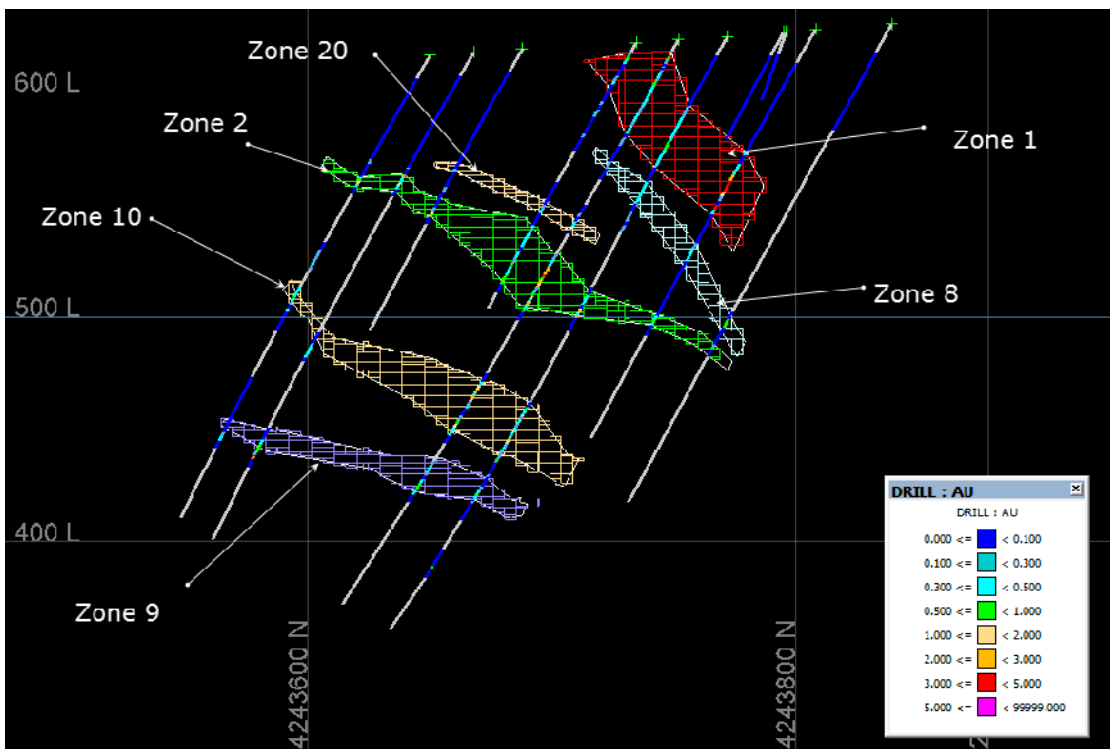 Zone 20
600 L
Zone 2
Zone 1
Zone 10
Zone 8
500 L
400 L
Zone 9
4243600 N
4243800 N
DRILL : AU
DRILL : AU
0.000 <= < 0.100
0.100 <= < 0.300
0.300 <= < 0.500
0.500 <= < 1.000
1.000 <= < 2.000
2.000 <= < 3.000
3.000 <= < 5.000
5.000 <= < 99999.000